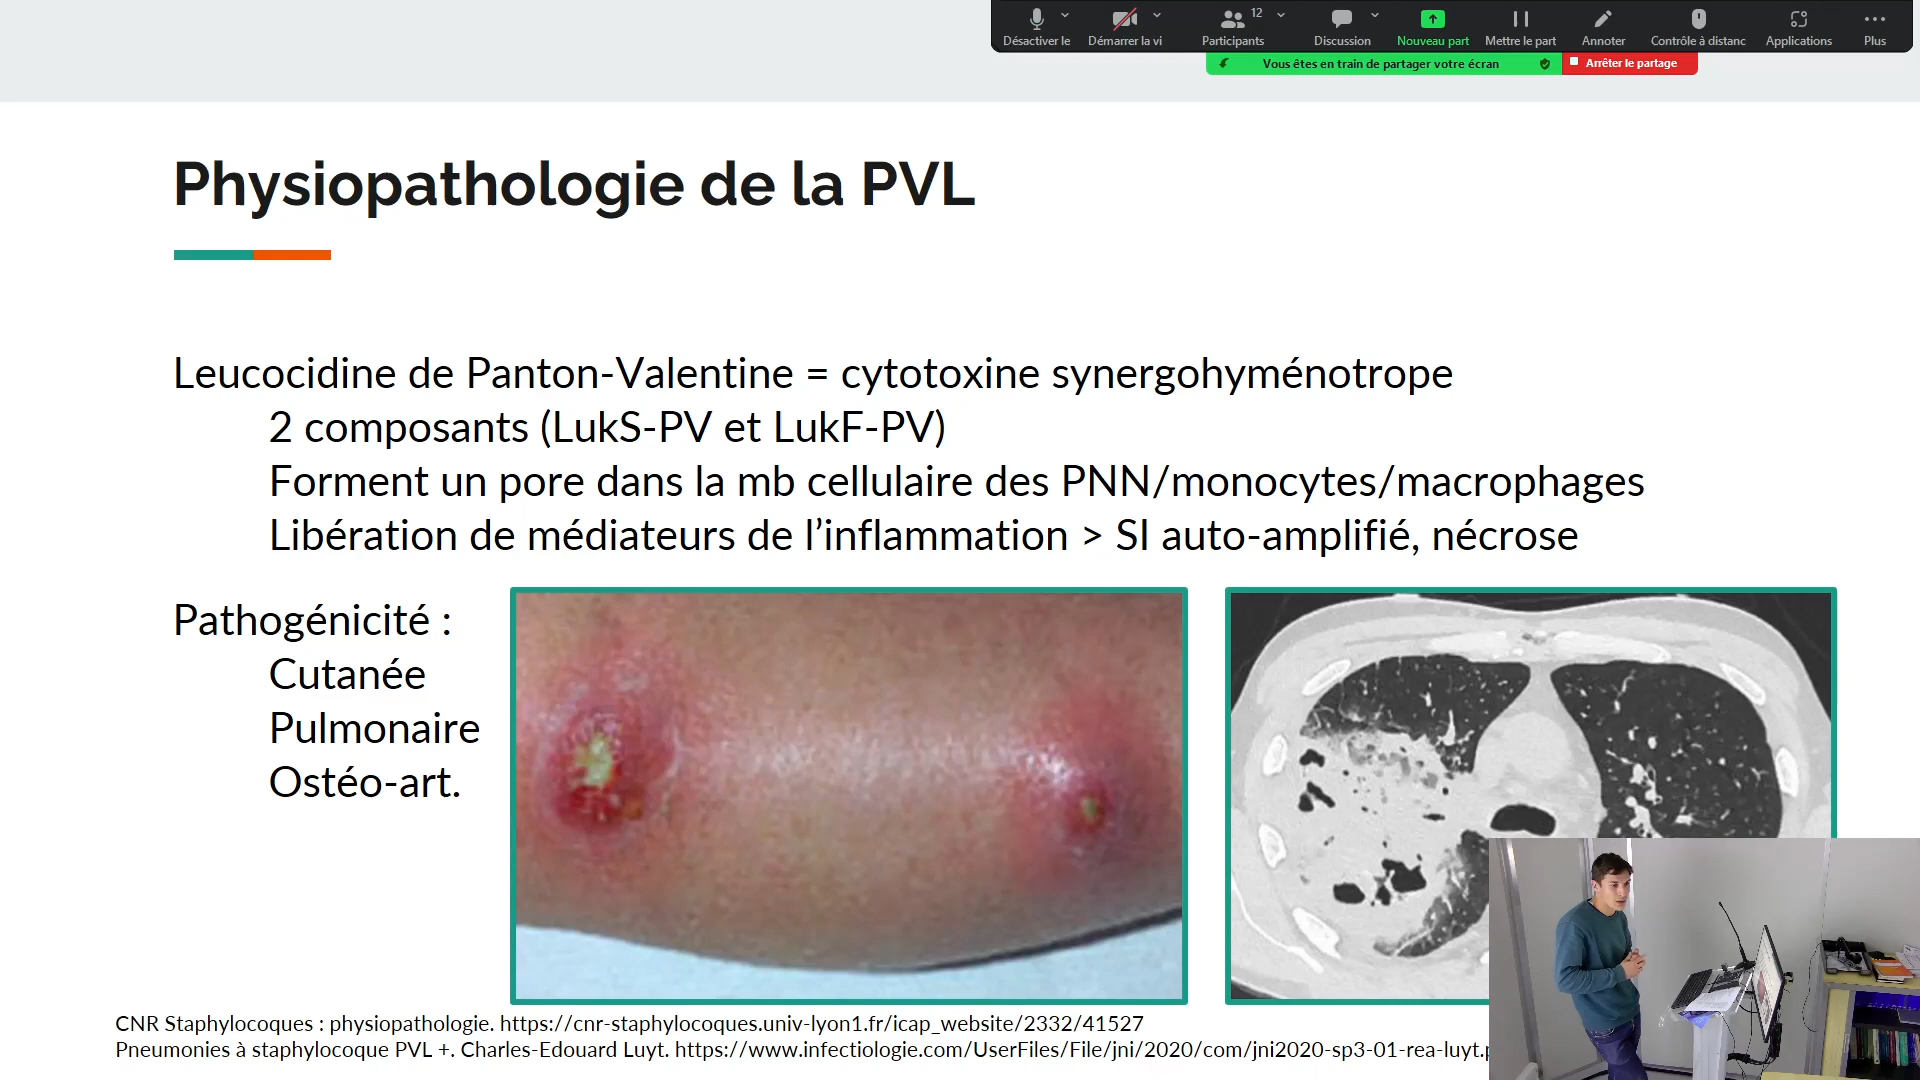 Désactiver le
Démarrer la vi
12
Participants
Discussion
Nouveau part
Mettre le part
Annoter
Contrôle à distanc
Applications
Plus
Vous êtes en train de partager votre écran
Arrêter le partage
Physiopathologie de la PVL
Leucocidine de Panton-Valentine = cytotoxine synergohyménotrope
2 composants (LukS-PV et LukF-PV)
Forment un pore dans la mb cellulaire des PNN/monocytes/macrophages
Libération de médiateurs de l’inflammation > SI auto-amplifié, nécrose
Pathogénicité :
Cutanée
Pulmonaire
Ostéo-art.
CNR Staphylocoques : physiopathologie. https://cnr-staphylocoques.univ-lyon1.fr/icap_website/2332/41527
Pneumonies à staphylocoque PVL +. Charles-Edouard Luyt. https://www.infectiologie.com/UserFiles/File/jni/2020/com/jni2020-sp3-01-rea-luyt.p